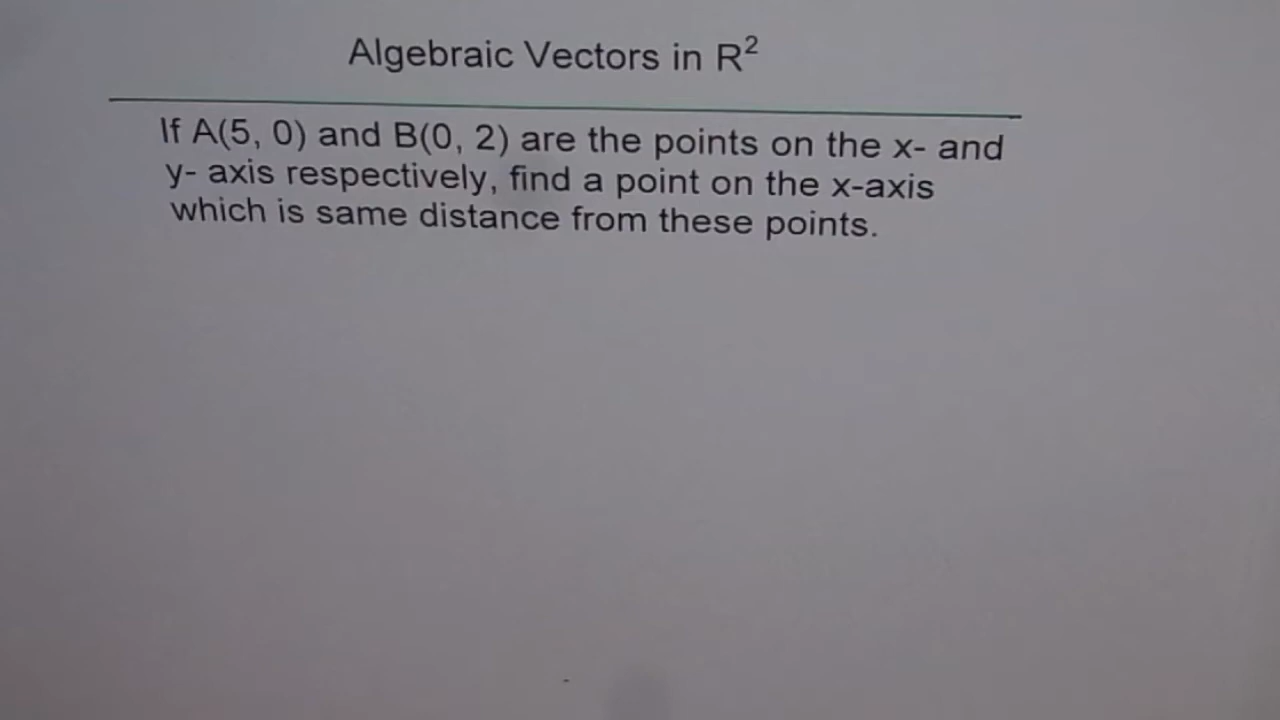 Algebraic Vectors in R²
If A(5, 0) and B(0, 2) are the points on the x- and
y- axis respectively, find a point on the x-axis
which is same distance from these points.